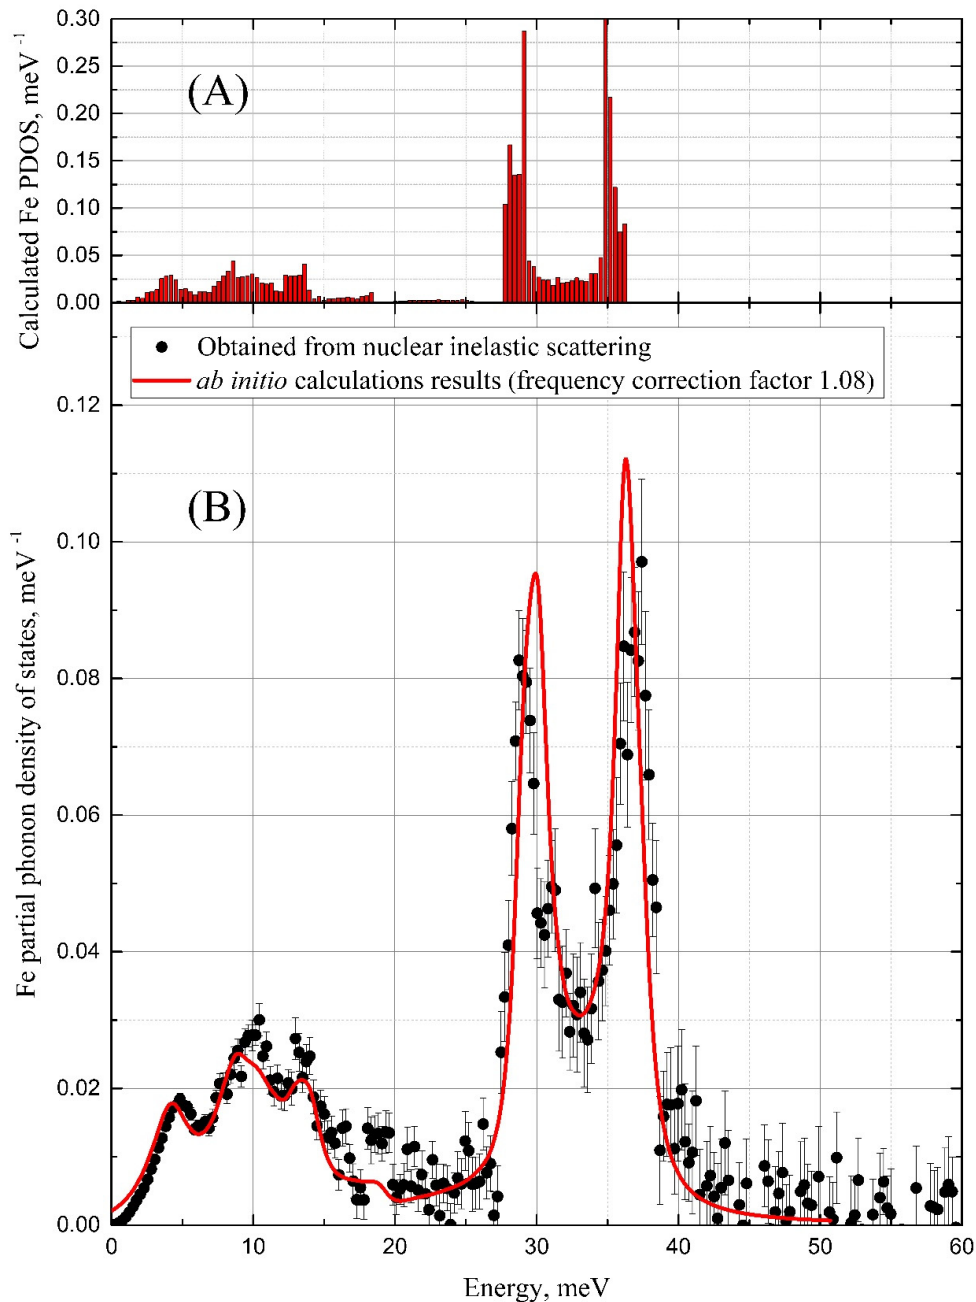 Calculated Fe PDOS, meV -1
0.30
0.25
0.20
0.15
0.10
0.05
0.00
(A)
Obtained from nuclear inelastic scattering
ab initio calculations results (frequency correction factor 1.08)
(B)
Fe partial phonon density of states, meV -1
0.12
0.10
0.08
0.06
0.04
0.02
0.00
0 10 20 30 40 50 60
Energy, meV